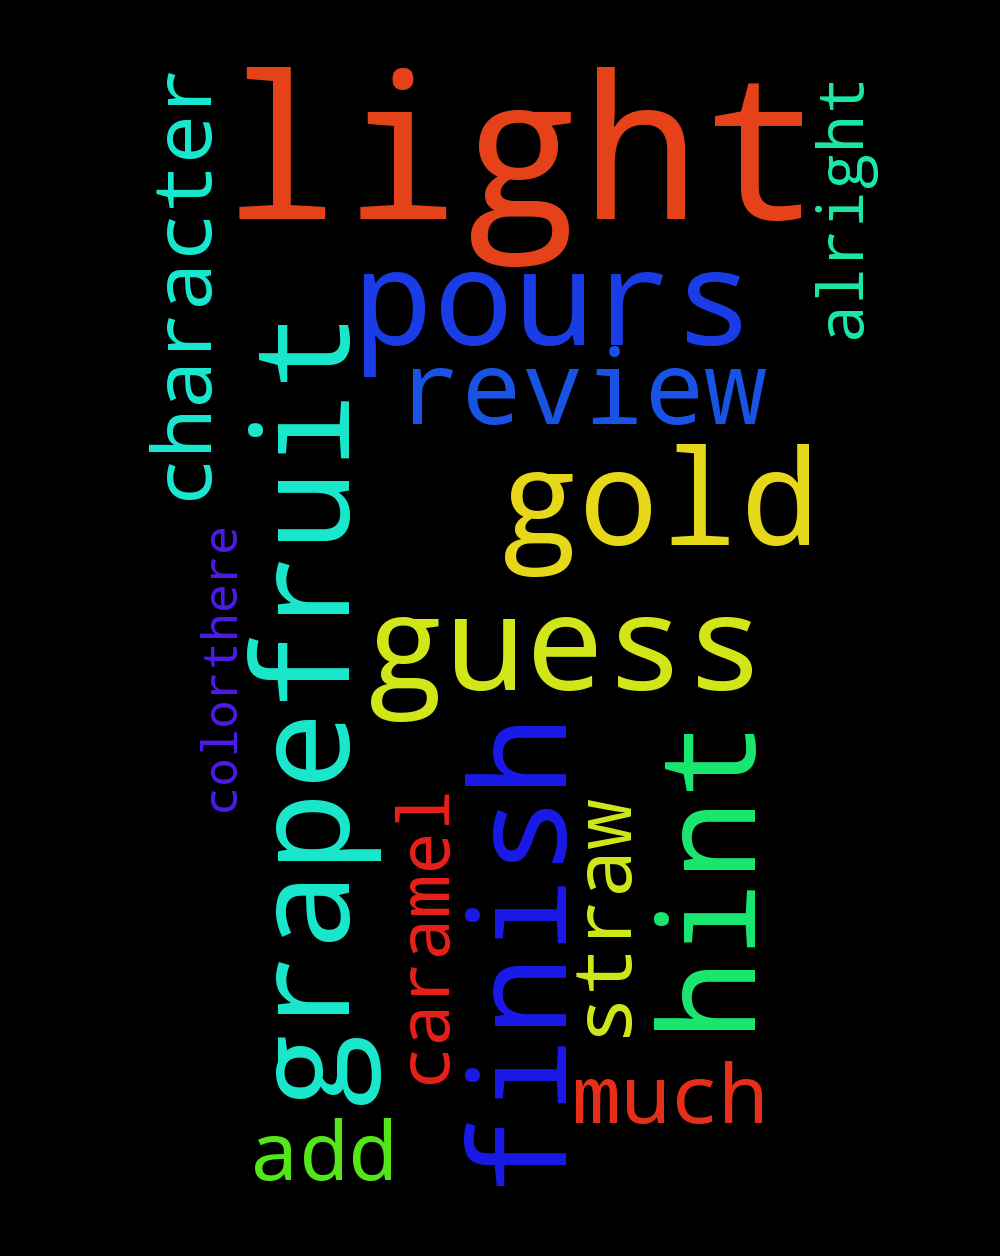 light
character
alright
pours
grapefruit
review
gold
colorthere
guess
finish
hint
caramel
straw
much
add